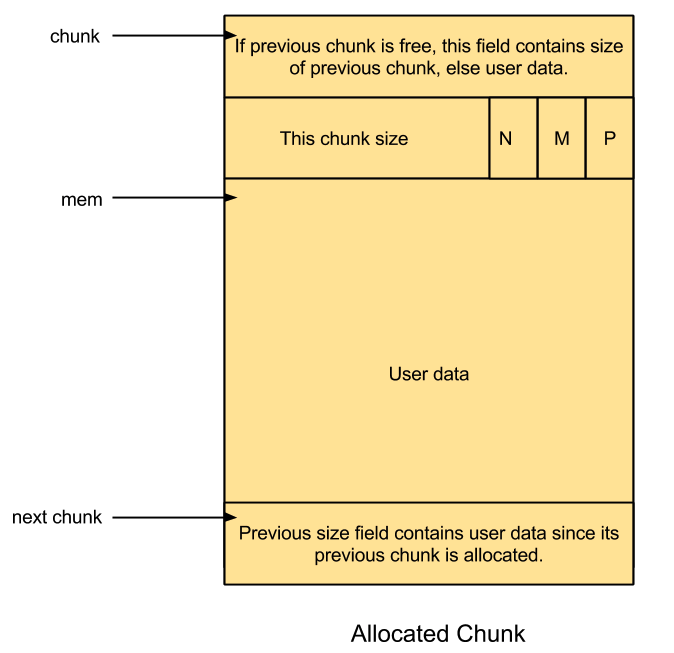 chunk
If previous chunk is free, this field contains size
of previous chunk, else user data.
This chunk size N M P
mem
User data
next chunk
Previous size field contains user data since its
previous chunk is allocated.
Allocated Chunk